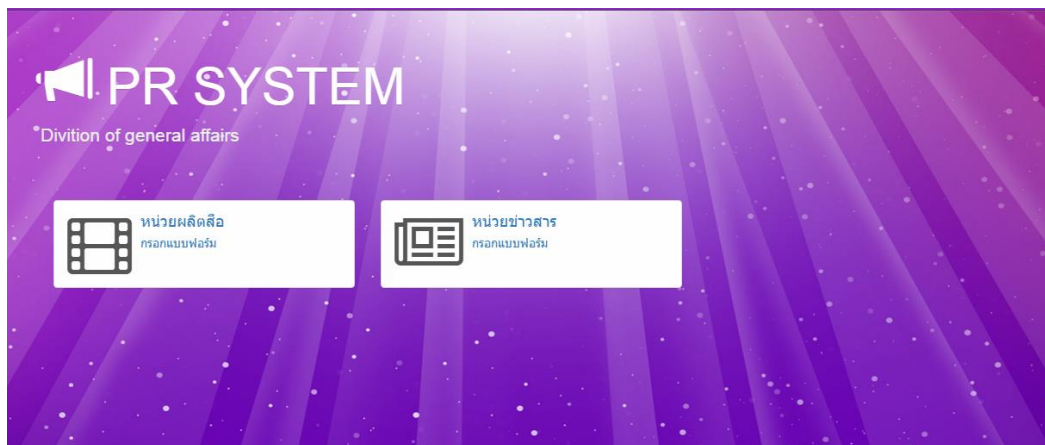 PR SYSTEM
Divition of general affairs
หน่วยผลิตสือ
กรอกแบบฟอร์ม
หน่วยข่าวสาร
กรอกแบบฟอร์ม